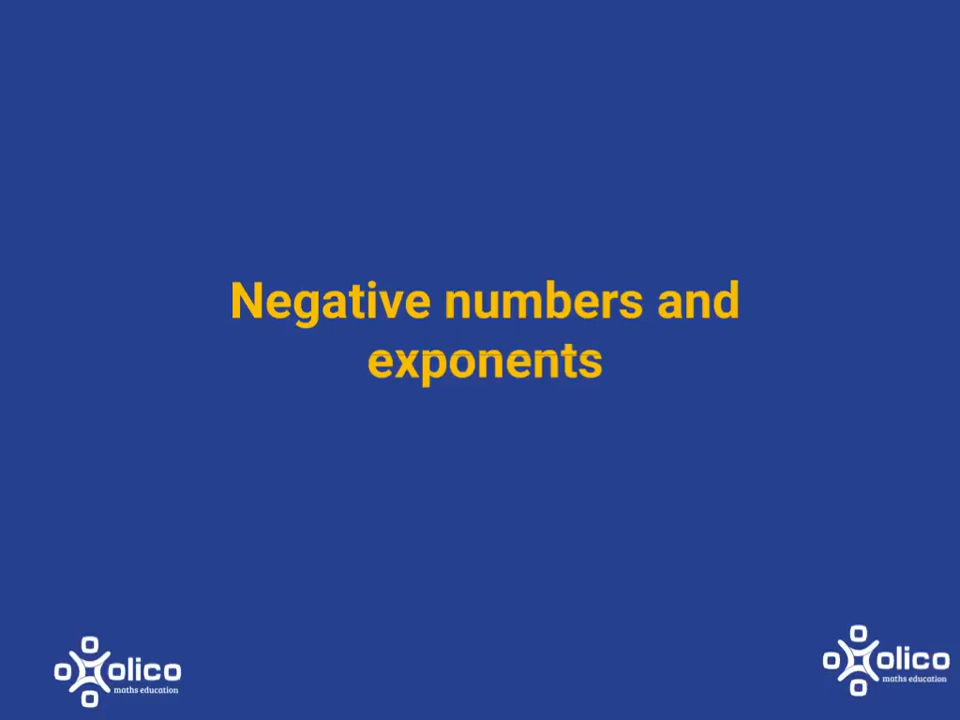 Negative numbers and
exponents
olico
maths education
olico
maths education